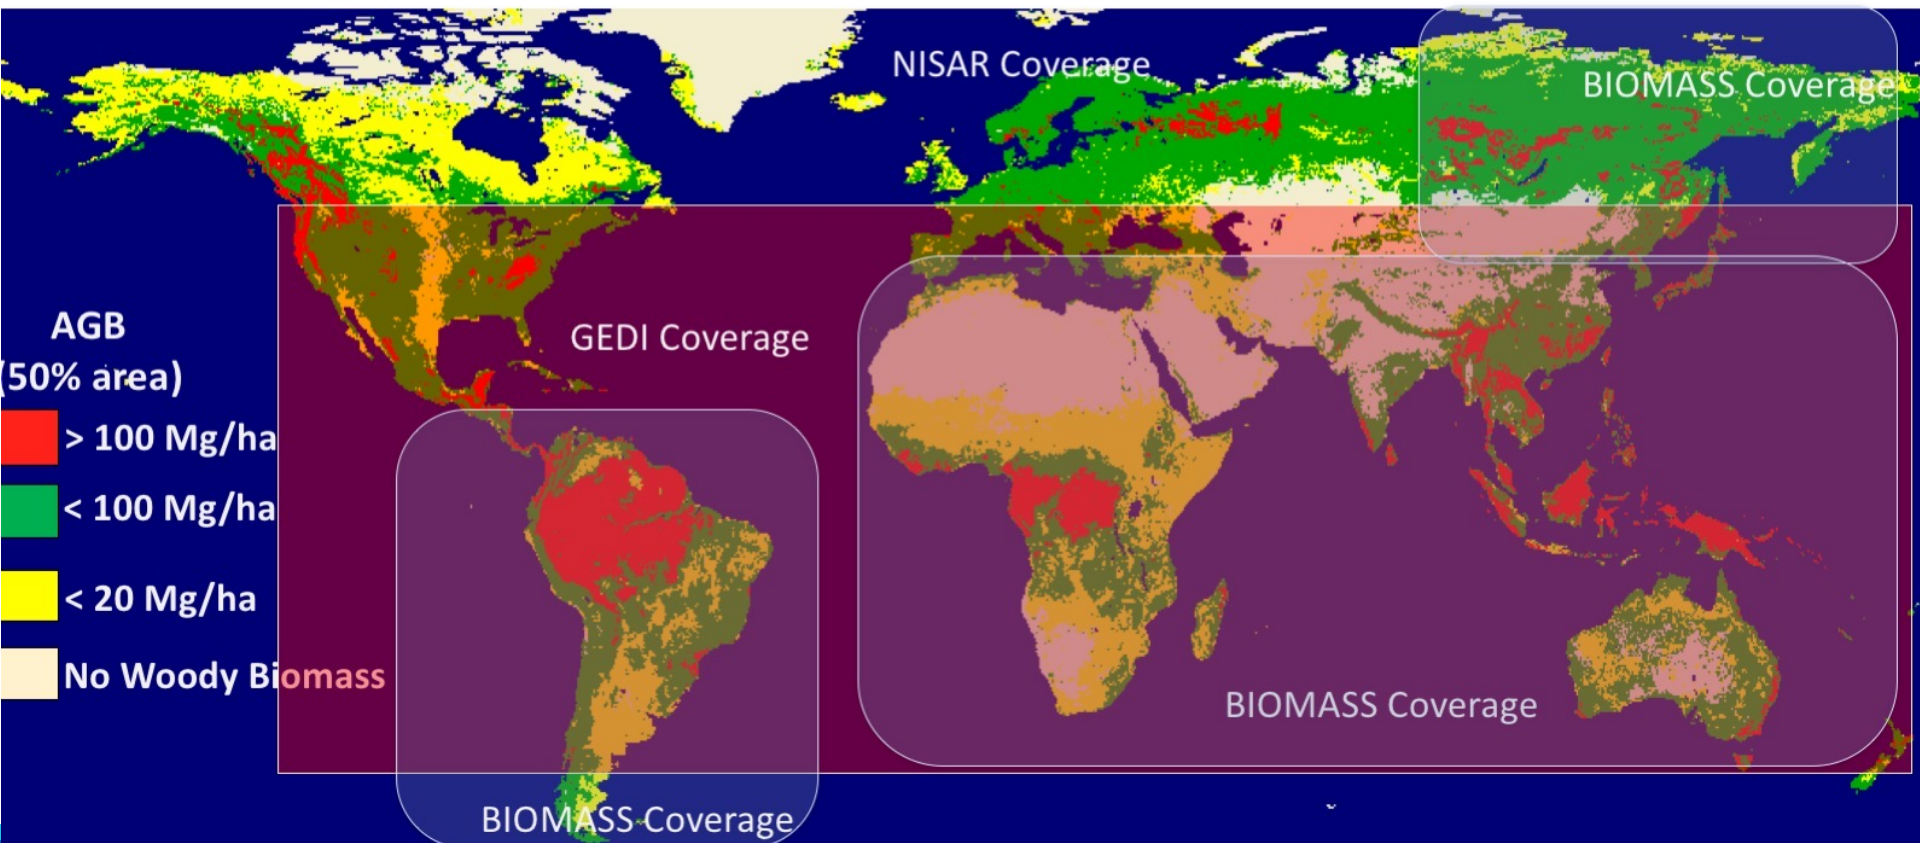 NISAR Coverage
BIOMASS Coverage
GEDI Coverage
AGB
(50% area)
> 100 Mg/ha
< 100 Mg/ha
< 20 Mg/ha
No Woody Biomass
BIOMASS Coverage
BIOMASS Coverage